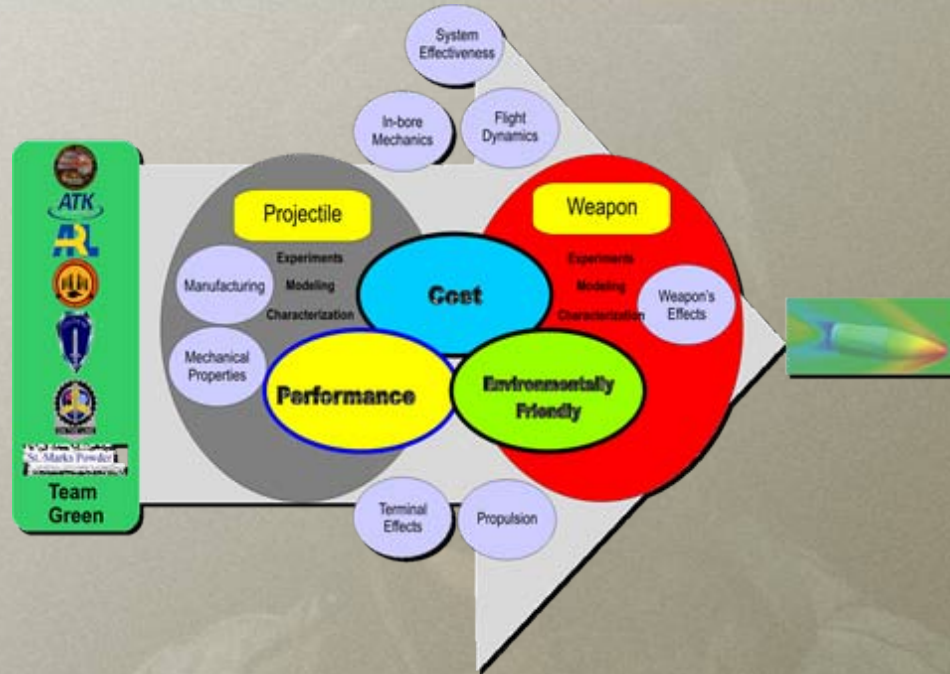 System
Effectiveness
In-bore
Mechanics
Flight
Dynamics
ATK
ARL
St. Marks Powder
Team
Green
Projectile
Experiments
Modeling
Characterization
Manufacturing
Mechanical
Properties
Cost
Performance
Environmentally
Friendly
Weapon
Experiments
Modeling
Characterization
Weapon's
Effects
Terminal
Effects
Propulsion